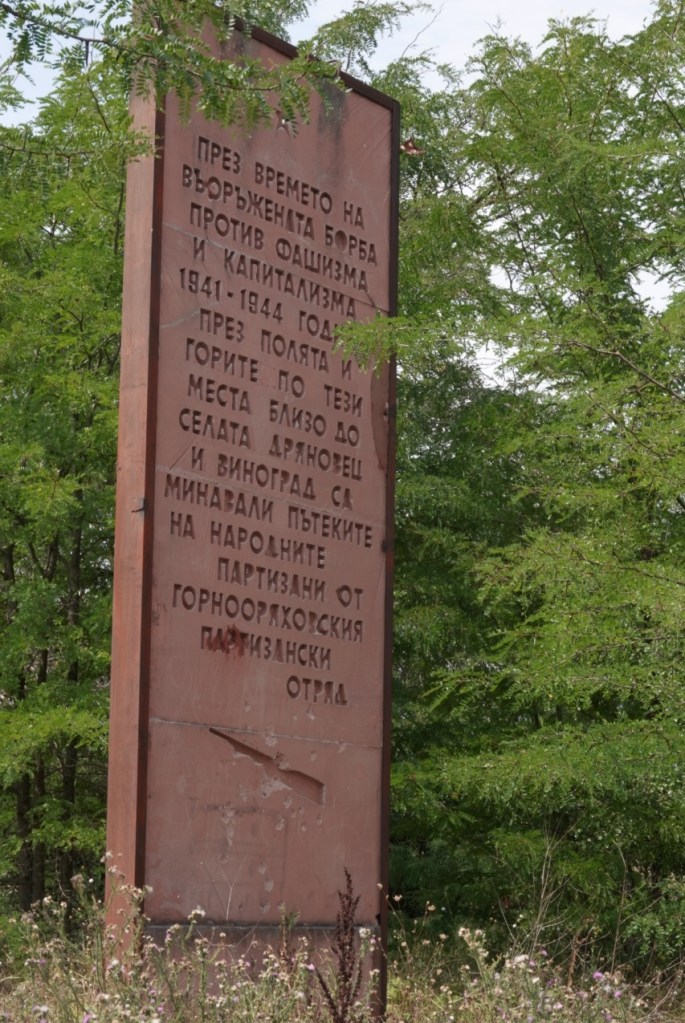 ПРЕЗ ВРЕМЕТО НА
ВЪОРЪЖЕНАТА БОРБА
ПРОТИВ ФАШИЗМА
И КАПИТАЛИЗМА
1941-1944
ПРЕЗ ПОЛЯТА И
ГОРИТЕ ПО ТЕЗИ
МЕСТА БЛИЗО ДО
СЕЛАТА ДРЯНОВЕЦ
И ВИНОГРАД СА
МИНАВАЛИ ПЪТЕКИТЕ
НА НАРОДНИТЕ
ПАРТИЗАНИ ОТ
ГОРНООРЯХОВСКИЯ
ПАРТИЗАНСКИ
ОТРЯД